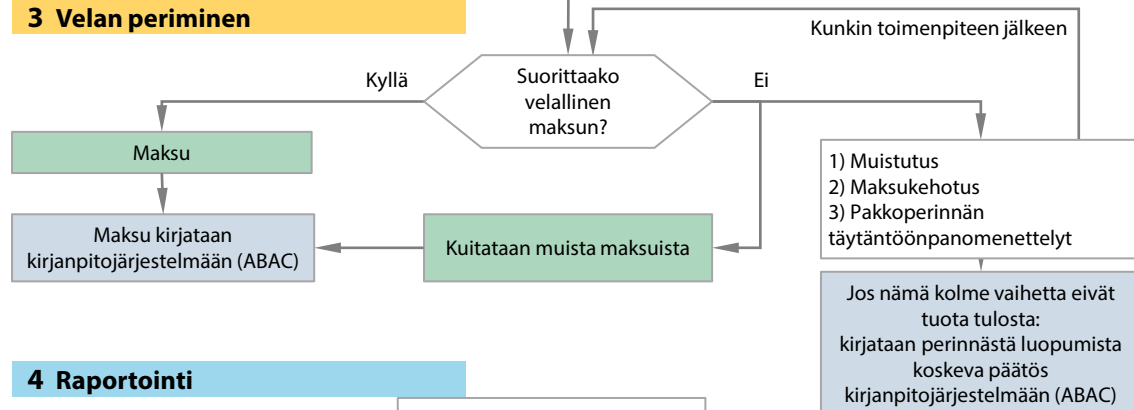 3 Velan periminen
Kunkin toimenpiteen jälkeen
Kyllä
Suorittaako
velallinen
maksun?
Ei
Maksu
1) Muistutus
2) Maksukehotus
3) Pakkoperinnän
täytäntöönpanomenettelyt
Maksu kirjataan
kirjanpitojärjestelmään (ABAC)
Kuitataan muista maksuista
Jos nämä kolme vaihetta eivät
tuota tulosta:
kirjataan perinnästä luopumista
koskeva päätös
kirjanpitojärjestelmään (ABAC)
4 Raportointi